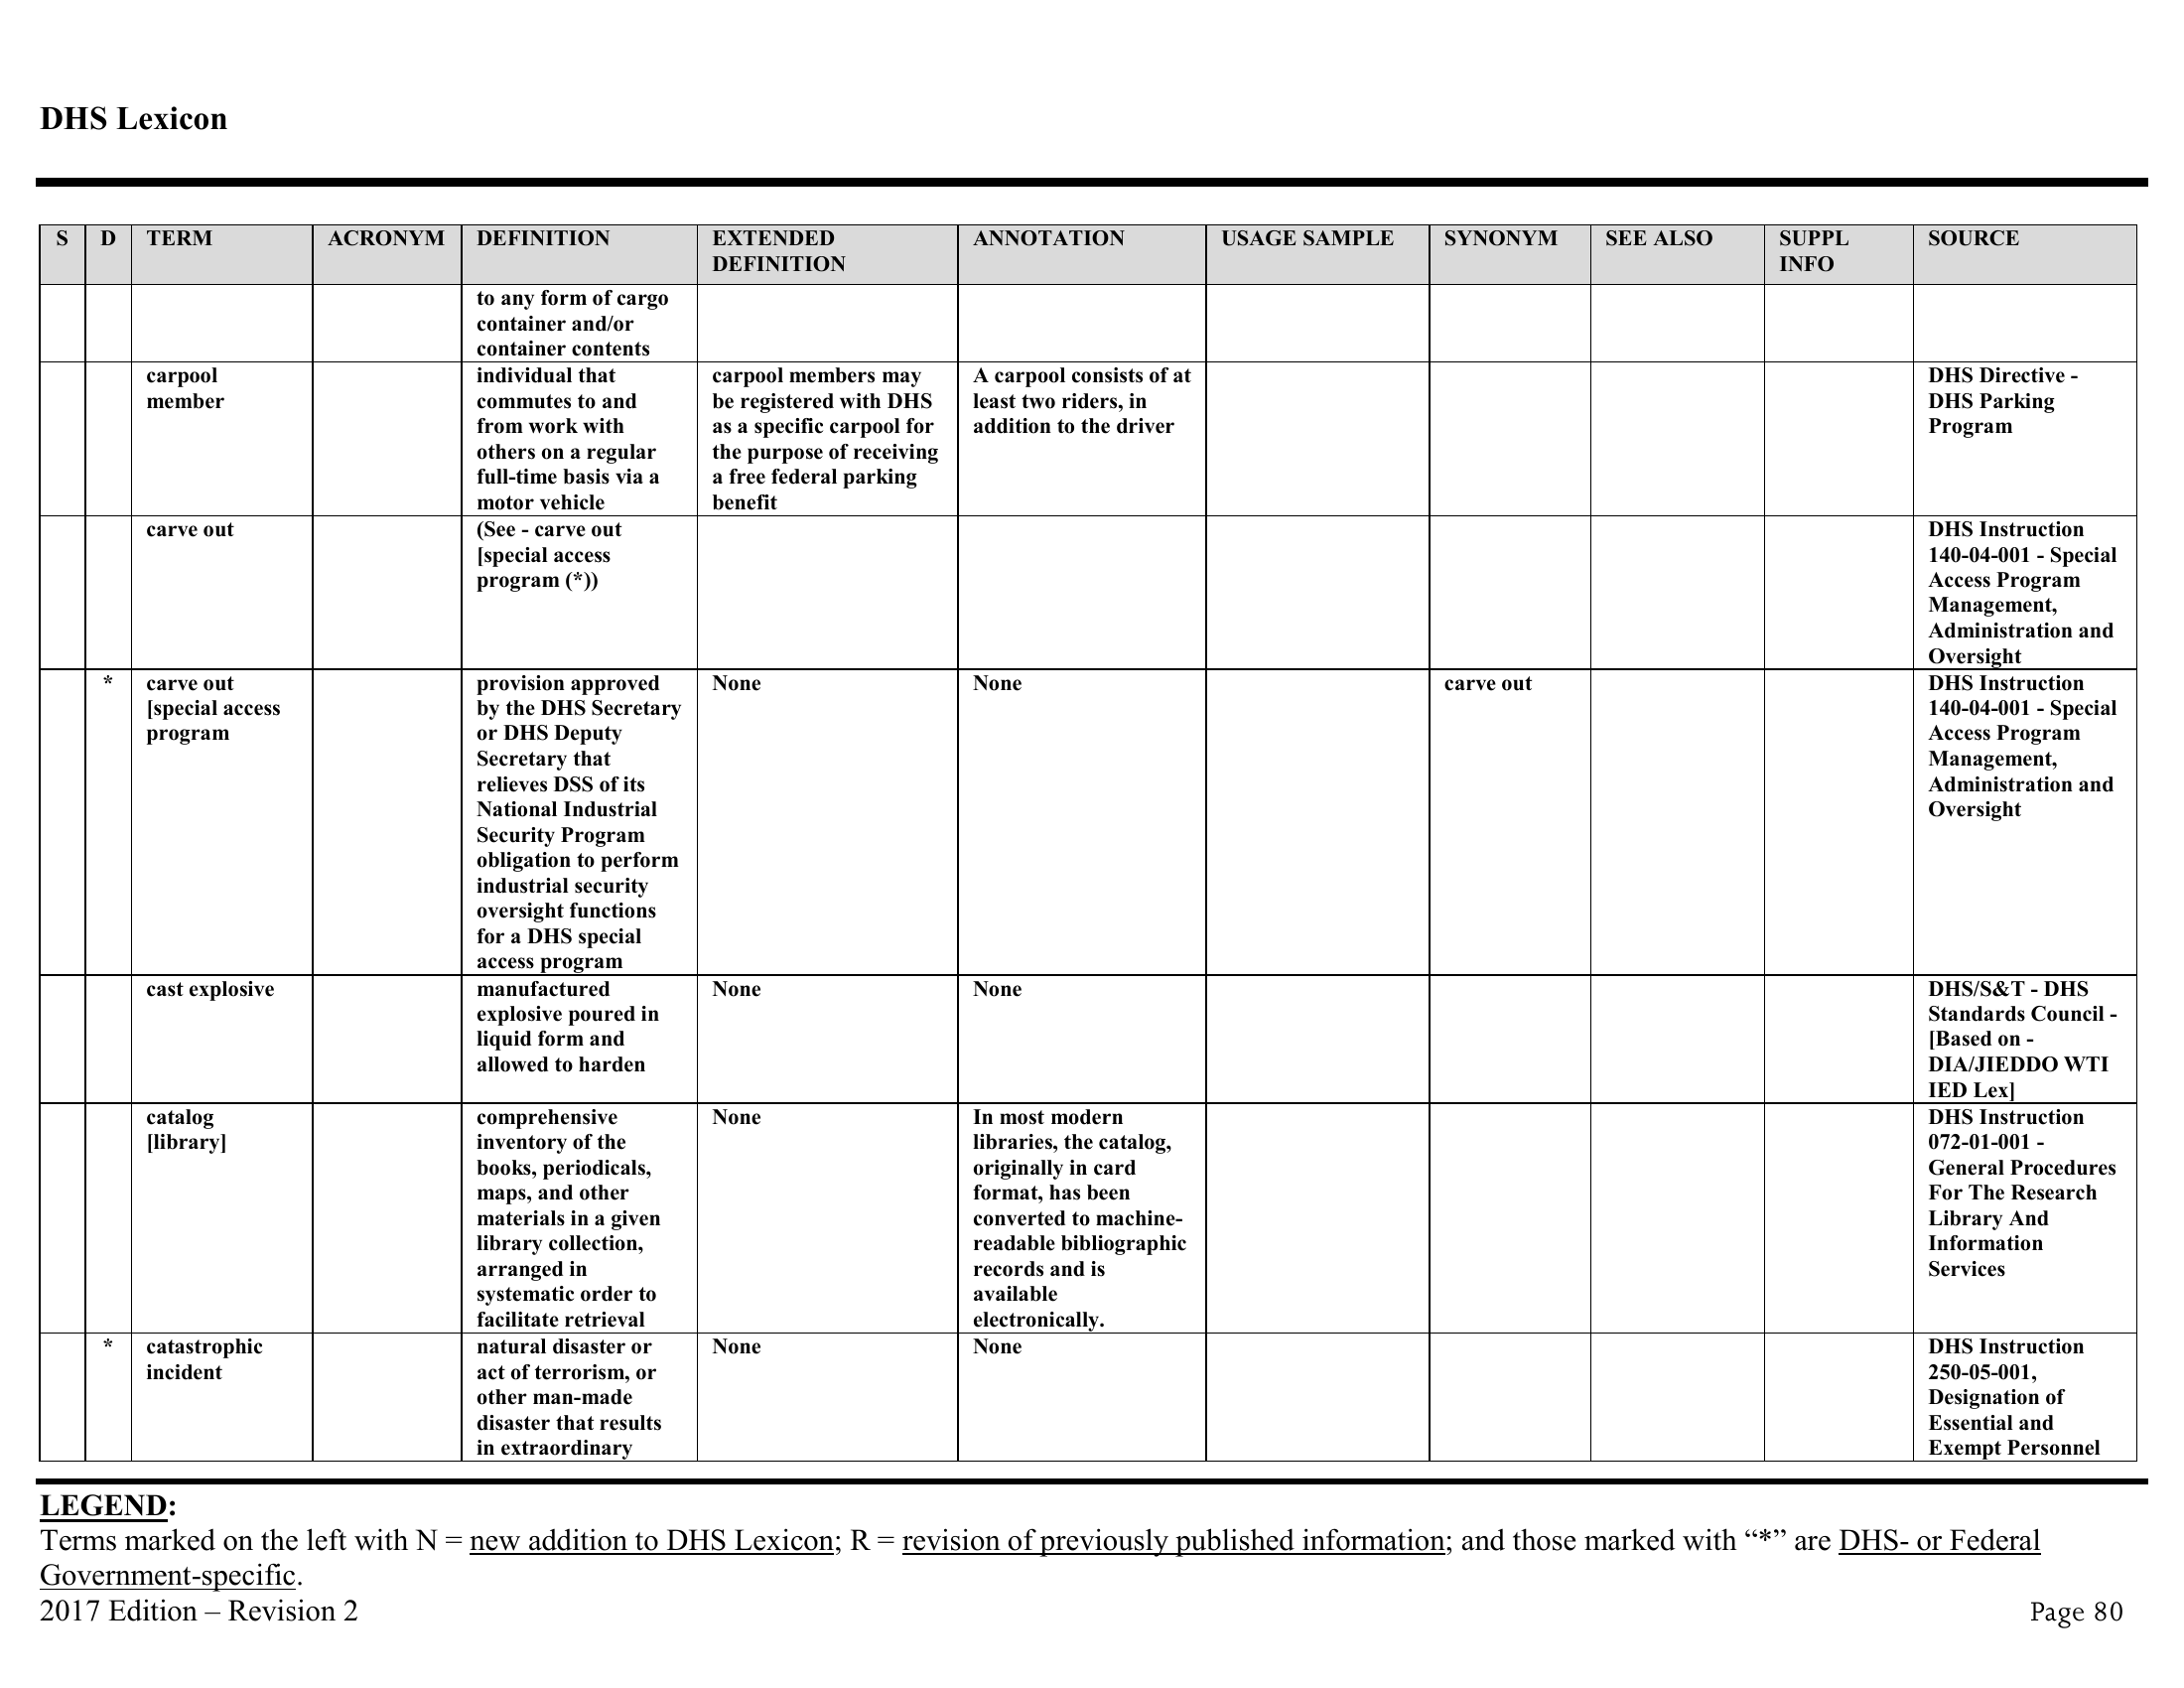 DHS Lexicon
S D TERM ACRONYM DEFINITION EXTENDED DEFINITION ANNOTATION USAGE SAMPLE SYNONYM SEE ALSO SUPPL INFO SOURCE
to any form of cargo
container and/or
container contents
carpool
member
individual that
commutes to and
from work with
others on a regular
full-time basis via a
motor vehicle
carpool members may
be registered with DHS
as a specific carpool for
the purpose of receiving
a free federal parking
benefit
A carpool consists of at
least two riders, in
addition to the driver
DHS Directive -
DHS Parking
Program
carve out
(See - carve out
[special access
program (*))
DHS Instruction
140-04-001 - Special
Access Program
Management,
Administration and
Oversight
*
carve out
[special access
program
provision approved
by the DHS Secretary
or DHS Deputy
Secretary that
relieves DSS of its
National Industrial
Security Program
obligation to perform
industrial security
oversight functions
for a DHS special
access program
None
None
carve out
DHS Instruction
140-04-001 - Special
Access Program
Management,
Administration and
Oversight
cast explosive
manufactured
explosive poured in
liquid form and
allowed to harden
None
None
DHS/S&T - DHS
Standards Council -
[Based on -
DIA/JIEDDO WTI
IED Lex]
catalog
[library]
comprehensive
inventory of the
books, periodicals,
maps, and other
materials in a given
library collection,
arranged in
systematic order to
facilitate retrieval
None
In most modern
libraries, the catalog,
originally in card
format, has been
converted to machine-
readable bibliographic
records and is
available
electronically.
DHS Instruction
072-01-001 -
General Procedures
For The Research
Library And
Information
Services
*
catastrophic
incident
natural disaster or
act of terrorism, or
other man-made
disaster that results
in extraordinary
None
None
DHS Instruction
250-05-001,
Designation of
Essential and
Exempt Personnel
LEGEND:
Terms marked on the left with N = new addition to DHS Lexicon; R = revision of previously published information; and those marked with “*” are DHS- or Federal
Government-specific.
2017 Edition – Revision 2
Page 80